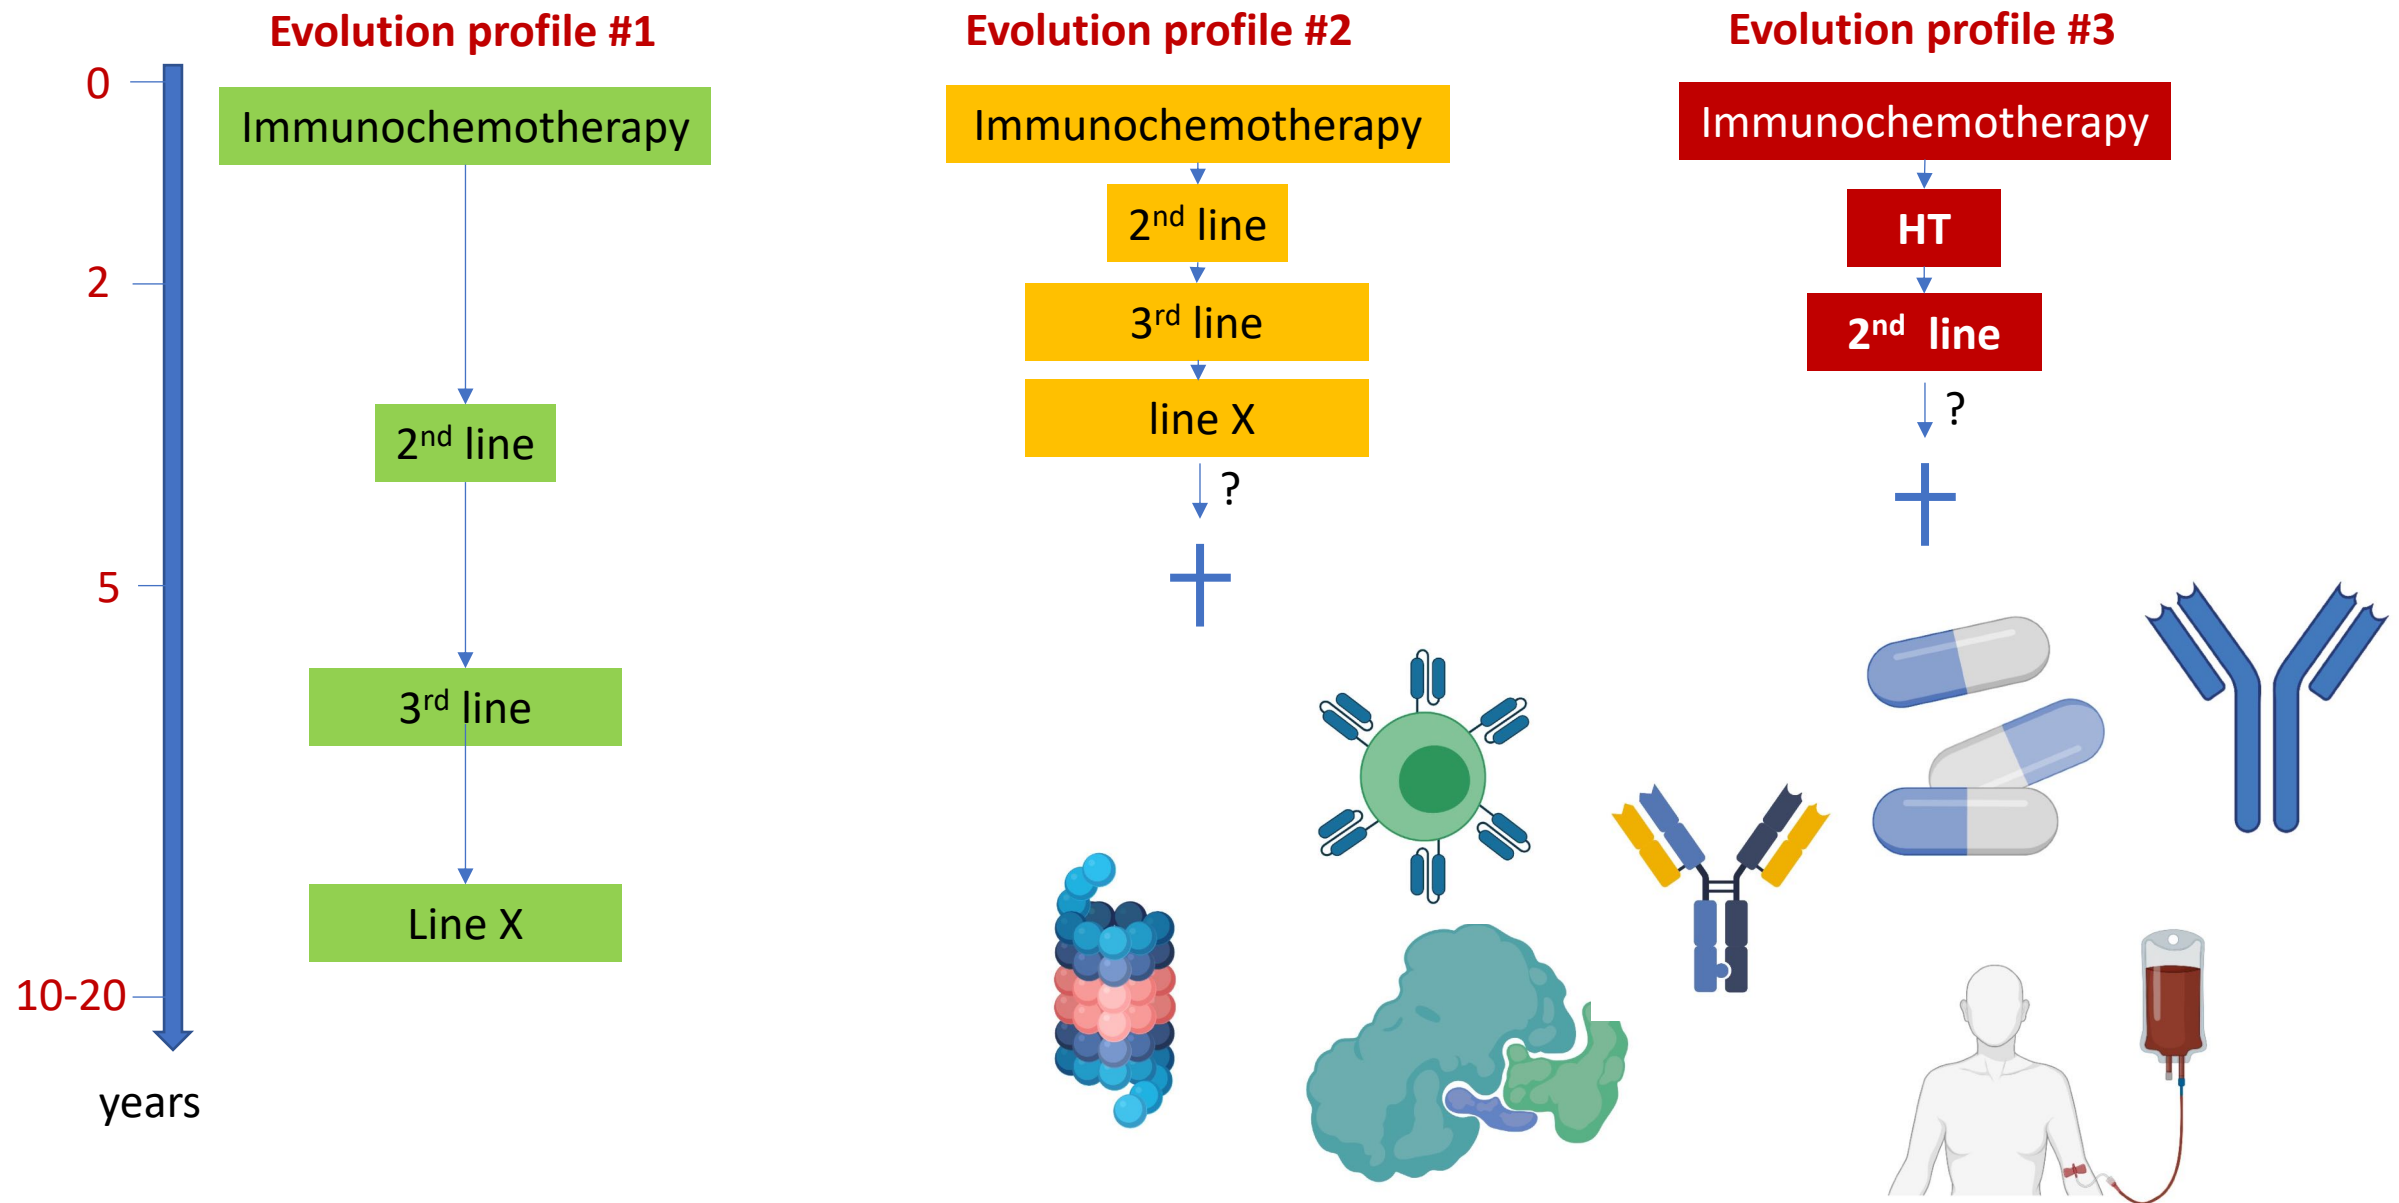 Evolution profile #1
Evolution profile #2
Evolution profile #3
0
2
5
10-20
years
Immunochemotherapy
2nd line
3rd line
Line X
Immunochemotherapy
2nd line
3rd line
line X
?
Immunochemotherapy
HT
2nd line
?